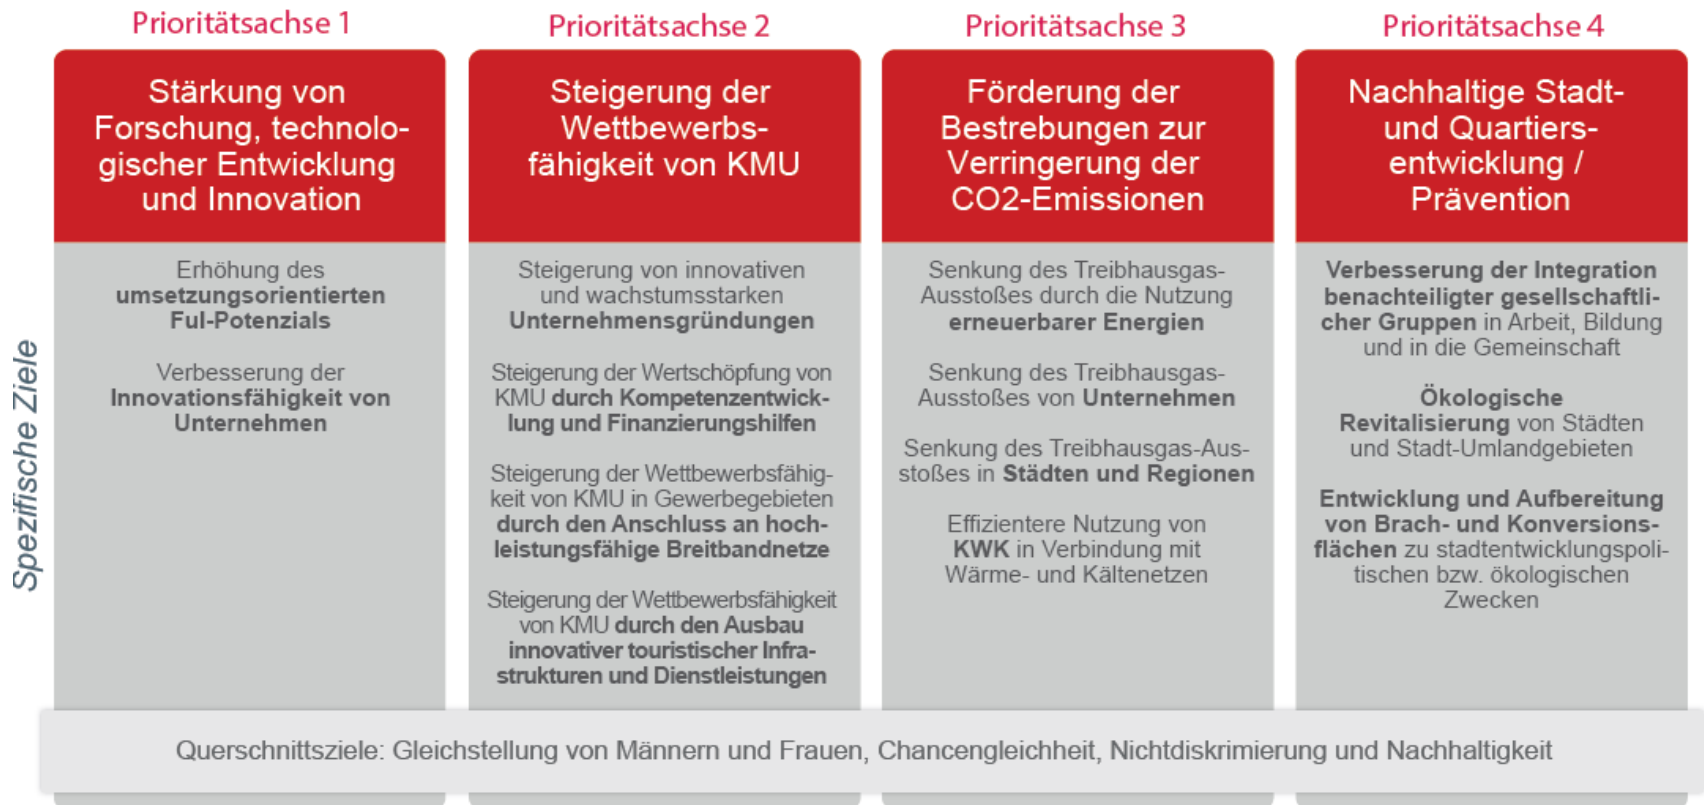 Prioritätsachse 1
Stärkung von
Forschung, technolo-
gischer Entwicklung
und Innovation
Erhöhung des
umsetzungsorientierten
FuI-Potenzials
Verbesserung der
Innovationsfähigkeit von
Unternehmen
Prioritätsachse 2
Steigerung der
Wettbewerbs-
fähigkeit von KMU
Steigerung von innovativen
und wachstumsstarken
Unternehmensgründungen
Steigerung der Wertschöpfung von
KMU durch Kompetenzentwick-
lung und Finanzierungshilfen
Steigerung der Wettbewerbsfähig-
keit von KMU in Gewerbegebieten
durch den Anschluss an hoch-
leistungsfähige Breitbandnetze
Steigerung der Wettbewerbsfähigkeit
von KMU durch den Ausbau
innovativer touristischer Infra-
strukturen und Dienstleistungen
Prioritätsachse 3
Förderung der
Bestrebungen zur
Verringerung der
CO2-Emissionen
Senkung des Treibhausgas-
Ausstoßes durch die Nutzung
erneuerbarer Energien
Senkung des Treibhausgas-
Ausstoßes von Unternehmen
Senkung des Treibhausgas-Aus-
stoßes in Städten und Regionen
Effizientere Nutzung von
KWK in Verbindung mit
Wärme- und Kältenetzen
Prioritätsachse 4
Nachhaltige Stadt-
und Quartiers-
entwicklung /
Prävention
Verbesserung der Integration
benachteiligter gesellschaftli-
cher Gruppen in Arbeit, Bildung
und in die Gemeinschaft
Ökologische
Revitalisierung von Städten
und Stadt-Umlandgebieten
Entwicklung und Aufbereitung
von Brach- und Konversions-
flächen zu stadtentwicklungspoli-
tischen bzw. ökologischen
Zwecken
Spezifische Ziele
Querschnittsziele: Gleichstellung von Männern und Frauen, Chancengleichheit, Nichtdiskrimierung und Nachhaltigkeit